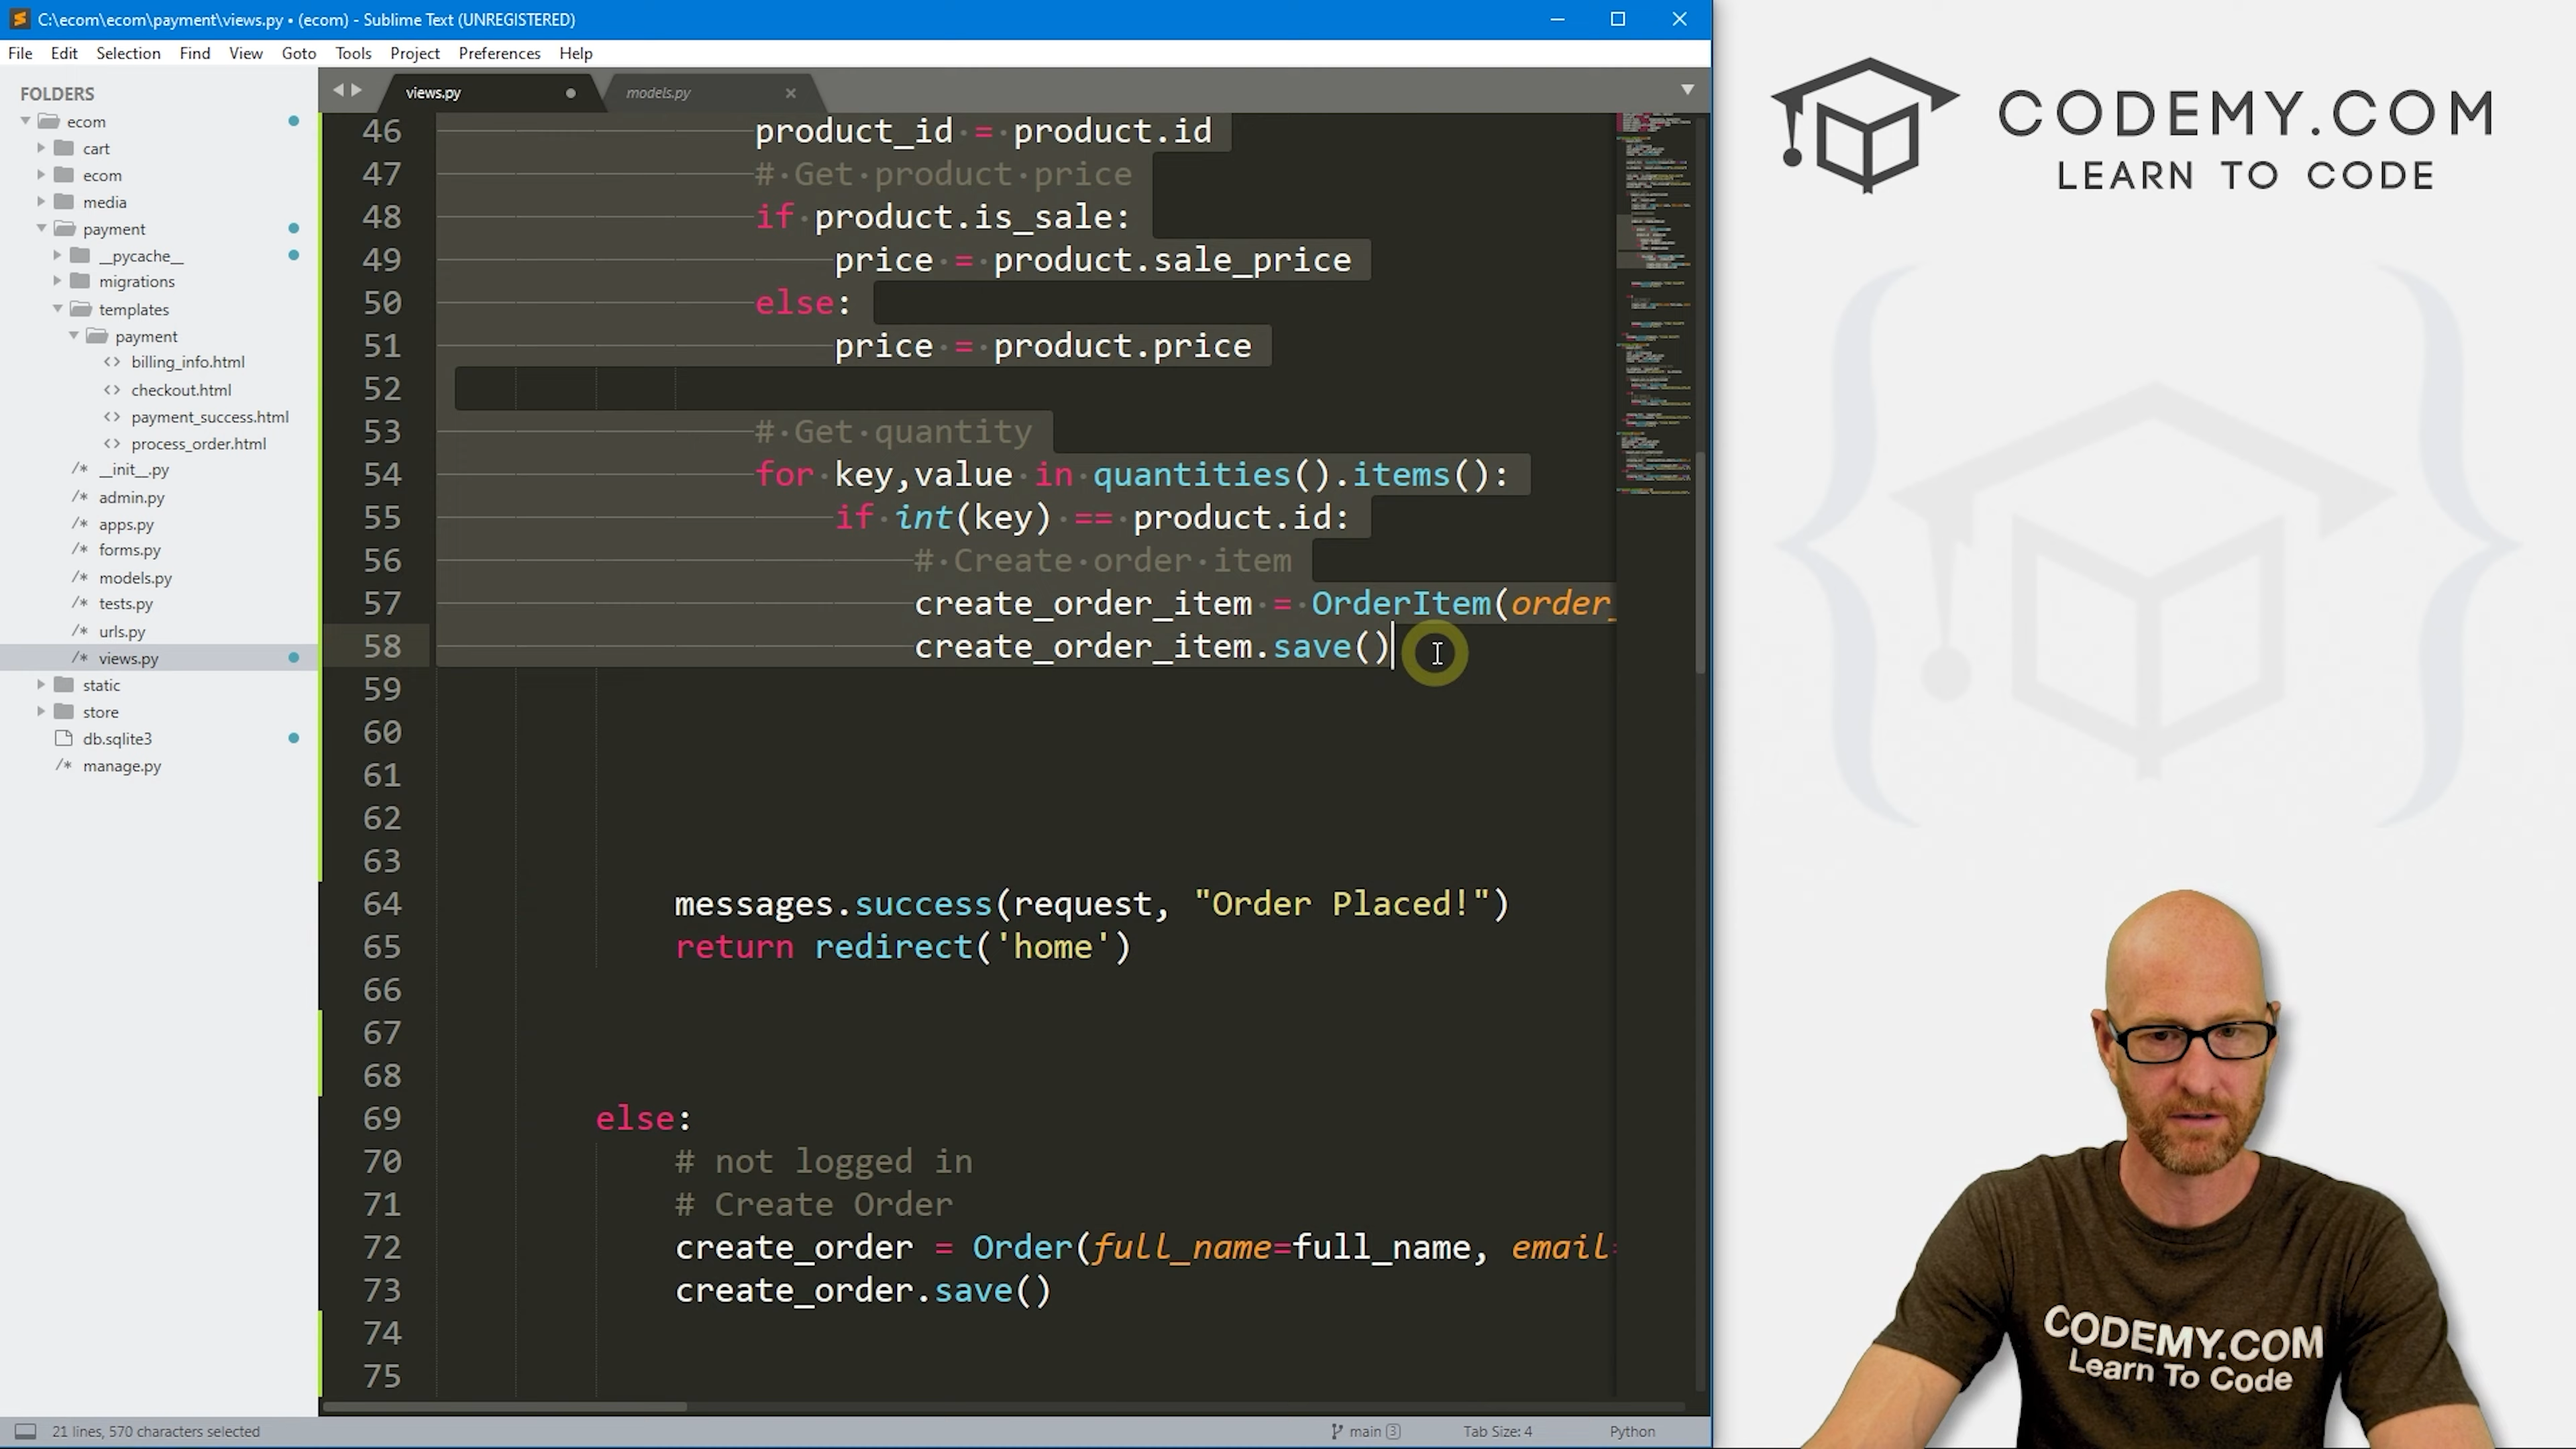 C:\ecom\ecom\payment\views.py • (ecom) - Sublime Text (UNREGISTERED)
File Edit Selection Find View Goto Tools Project Preferences Help
FOLDERS
ecom
cart
ecom
media
payment
__pycache__
migrations
templates
payment
<> billing_info.html
<> checkout.html
<> payment_success.html
<> process_order.html
/* __init__.py
/* admin.py
/* apps.py
/* forms.py
/* models.py
/* tests.py
/* urls.py
/* views.py
static
store
db.sqlite3
/* manage.py
views.py
models.py
46 product_id = product.id
47 # Get product price
48 if product.is_sale:
49 price = product.sale_price
50 else:
51 price = product.price
52
53 # Get quantity
54 for key,value in quantities().items():
55 if int(key) == product.id:
56 # Create order item
57 create_order_item = OrderItem(order_
58 create_order_item.save()
59
60
61
62
63
64 messages.success(request, "Order Placed!")
65 return redirect('home')
66
67
68
69 else:
70 # not logged in
71 # Create Order
72 create_order = Order(full_name=full_name, email=
73 create_order.save()
74
75
21 lines, 570 characters selected
main 3
Tab Size: 4
Python
CODEMY.COM
LEARN TO CODE
CODEMY.COM
Learn To Code